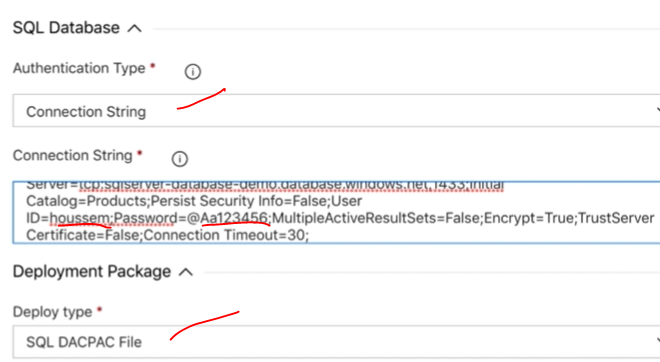 SQL Database
Authentication Type *
Connection String
Connection String *
Server=tcp:sqlserver-database-demo.database.windows.net,1433;Initial
Catalog=Products;Persist Security Info=False;User
ID=houssem;Password=@Aa123456;MultipleActiveResultSets=False;Encrypt=True;TrustServer
Certificate=False;Connection Timeout=30;
Deployment Package
Deploy type *
SQL DACPAC File